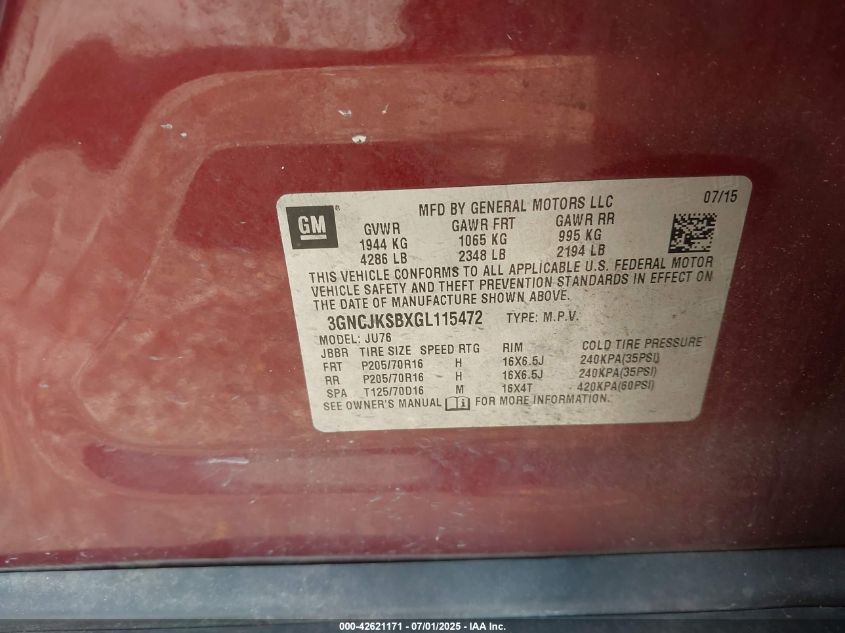 GM ®
MFD BY GENERAL MOTORS LLC 07/15
GVWR GAWR FRT GAWR RR
1944 KG 1065 KG 995 KG
4286 LB 2348 LB 2194 LB
THIS VEHICLE CONFORMS TO ALL APPLICABLE U.S. FEDERAL MOTOR
VEHICLE SAFETY AND THEFT PREVENTION STANDARDS IN EFFECT ON
THE DATE OF MANUFACTURE SHOWN ABOVE.
3GNCJKSBXGL115472 TYPE: M.P.V.
MODEL: JU76
JBBR TIRE SIZE SPEED RTG RIM COLD TIRE PRESSURE
FRT P205/70R16 H 16X6.5J 240KPA(35PSI)
RR P205/70R16 H 16X6.5J 240KPA(35PSI)
SPA T125/70D16 M 16X4T 420KPA(60PSI)
SEE OWNER'S MANUAL FOR MORE INFORMATION.
000-42621171 - 07/01/2025 - IAA Inc.